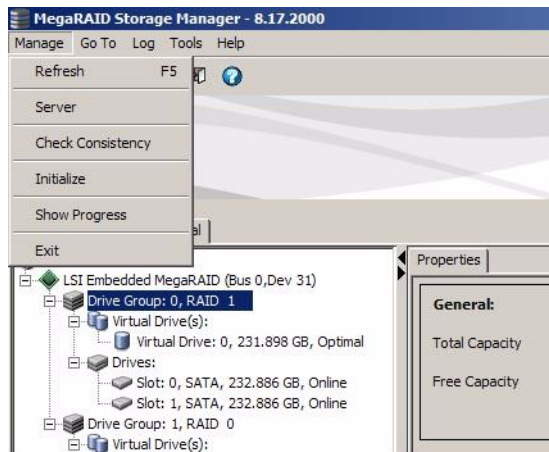 MegaRAID Storage Manager - 8.17.2000
Manage Go To Log Tools Help
Refresh F5
Server
Check Consistency
Initialize
Show Progress
Exit
LSI Embedded MegaRAID (Bus 0,Dev 31)
Drive Group: 0, RAID 1
Virtual Drive(s):
Virtual Drive: 0, 231.898 GB, Optimal
Drives:
Slot: 0, SATA, 232.886 GB, Online
Slot: 1, SATA, 232.886 GB, Online
Drive Group: 1, RAID 0
Virtual Drive(s):
Properties
General:
Total Capacity
Free Capacity